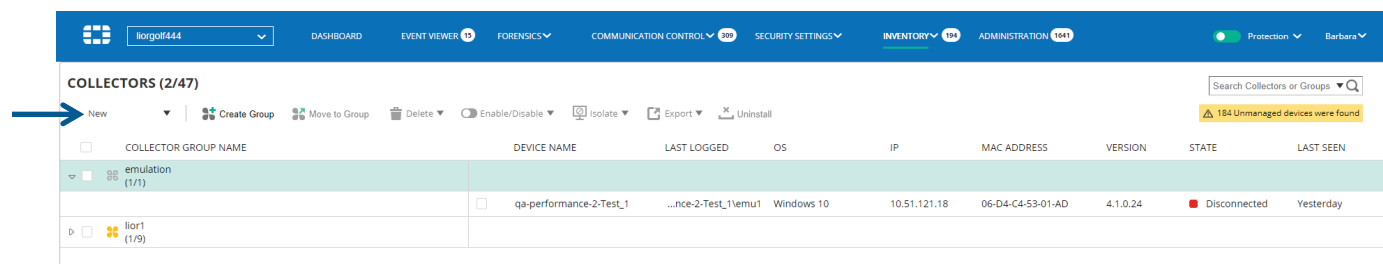 liorgolf444 DASHBOARD EVENT VIEWER 15 FORENSICS COMMUNICATION CONTROL 309 SECURITY SETTINGS INVENTORY 194 ADMINISTRATION 1641 Protection Barbara
COLLECTORS (2/47)
Search Collectors or Groups
New Create Group Move to Group Delete Enable/Disable Isolate Export Uninstall
184 Unmanaged devices were found
COLLECTOR GROUP NAME DEVICE NAME LAST LOGGED OS IP MAC ADDRESS VERSION STATE LAST SEEN
emulation
(1/1)
qa-performance-2-Test_1 ...nce-2-Test_1\emu1 Windows 10 10.51.121.18 06-D4-C4-53-01-AD 4.1.0.24 Disconnected Yesterday
lior1
(1/9)